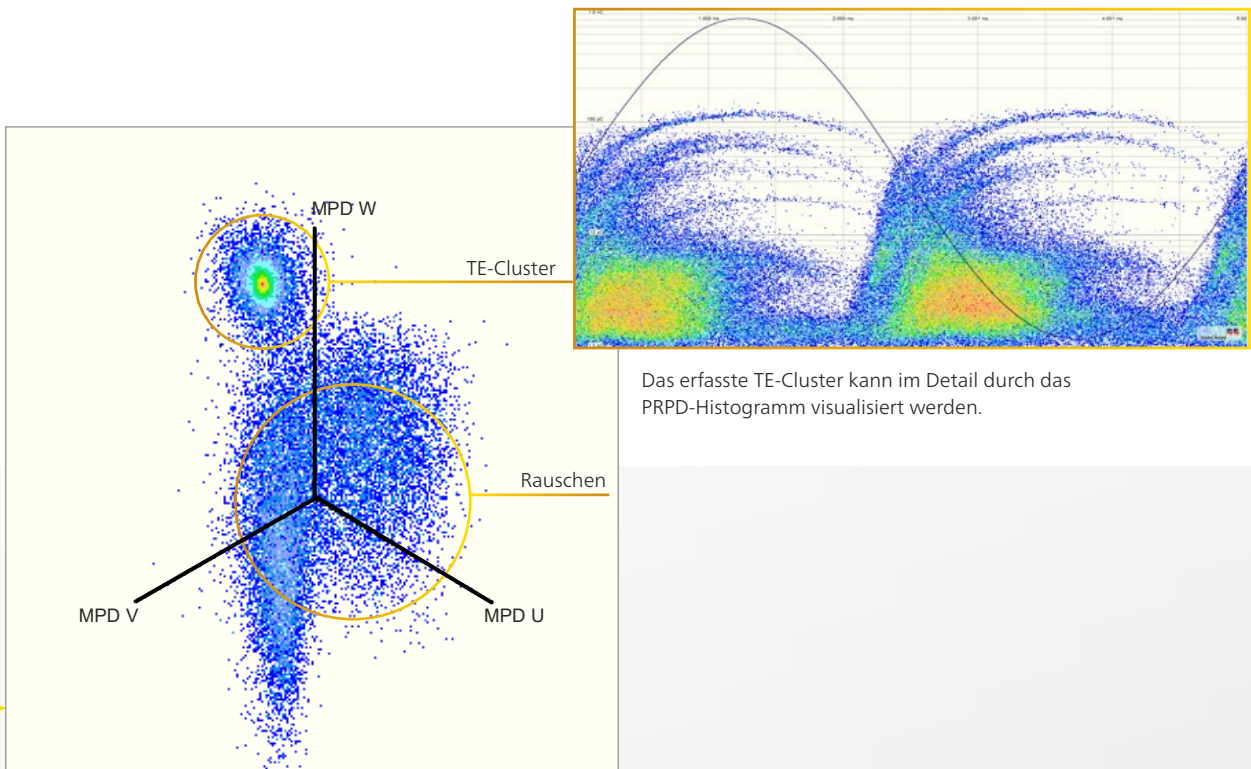 MPD W
TE-Cluster
Rauschen
MPD V
MPD U
Das erfasste TE-Cluster kann im Detail durch das
PRPD-Histogramm visualisiert werden.